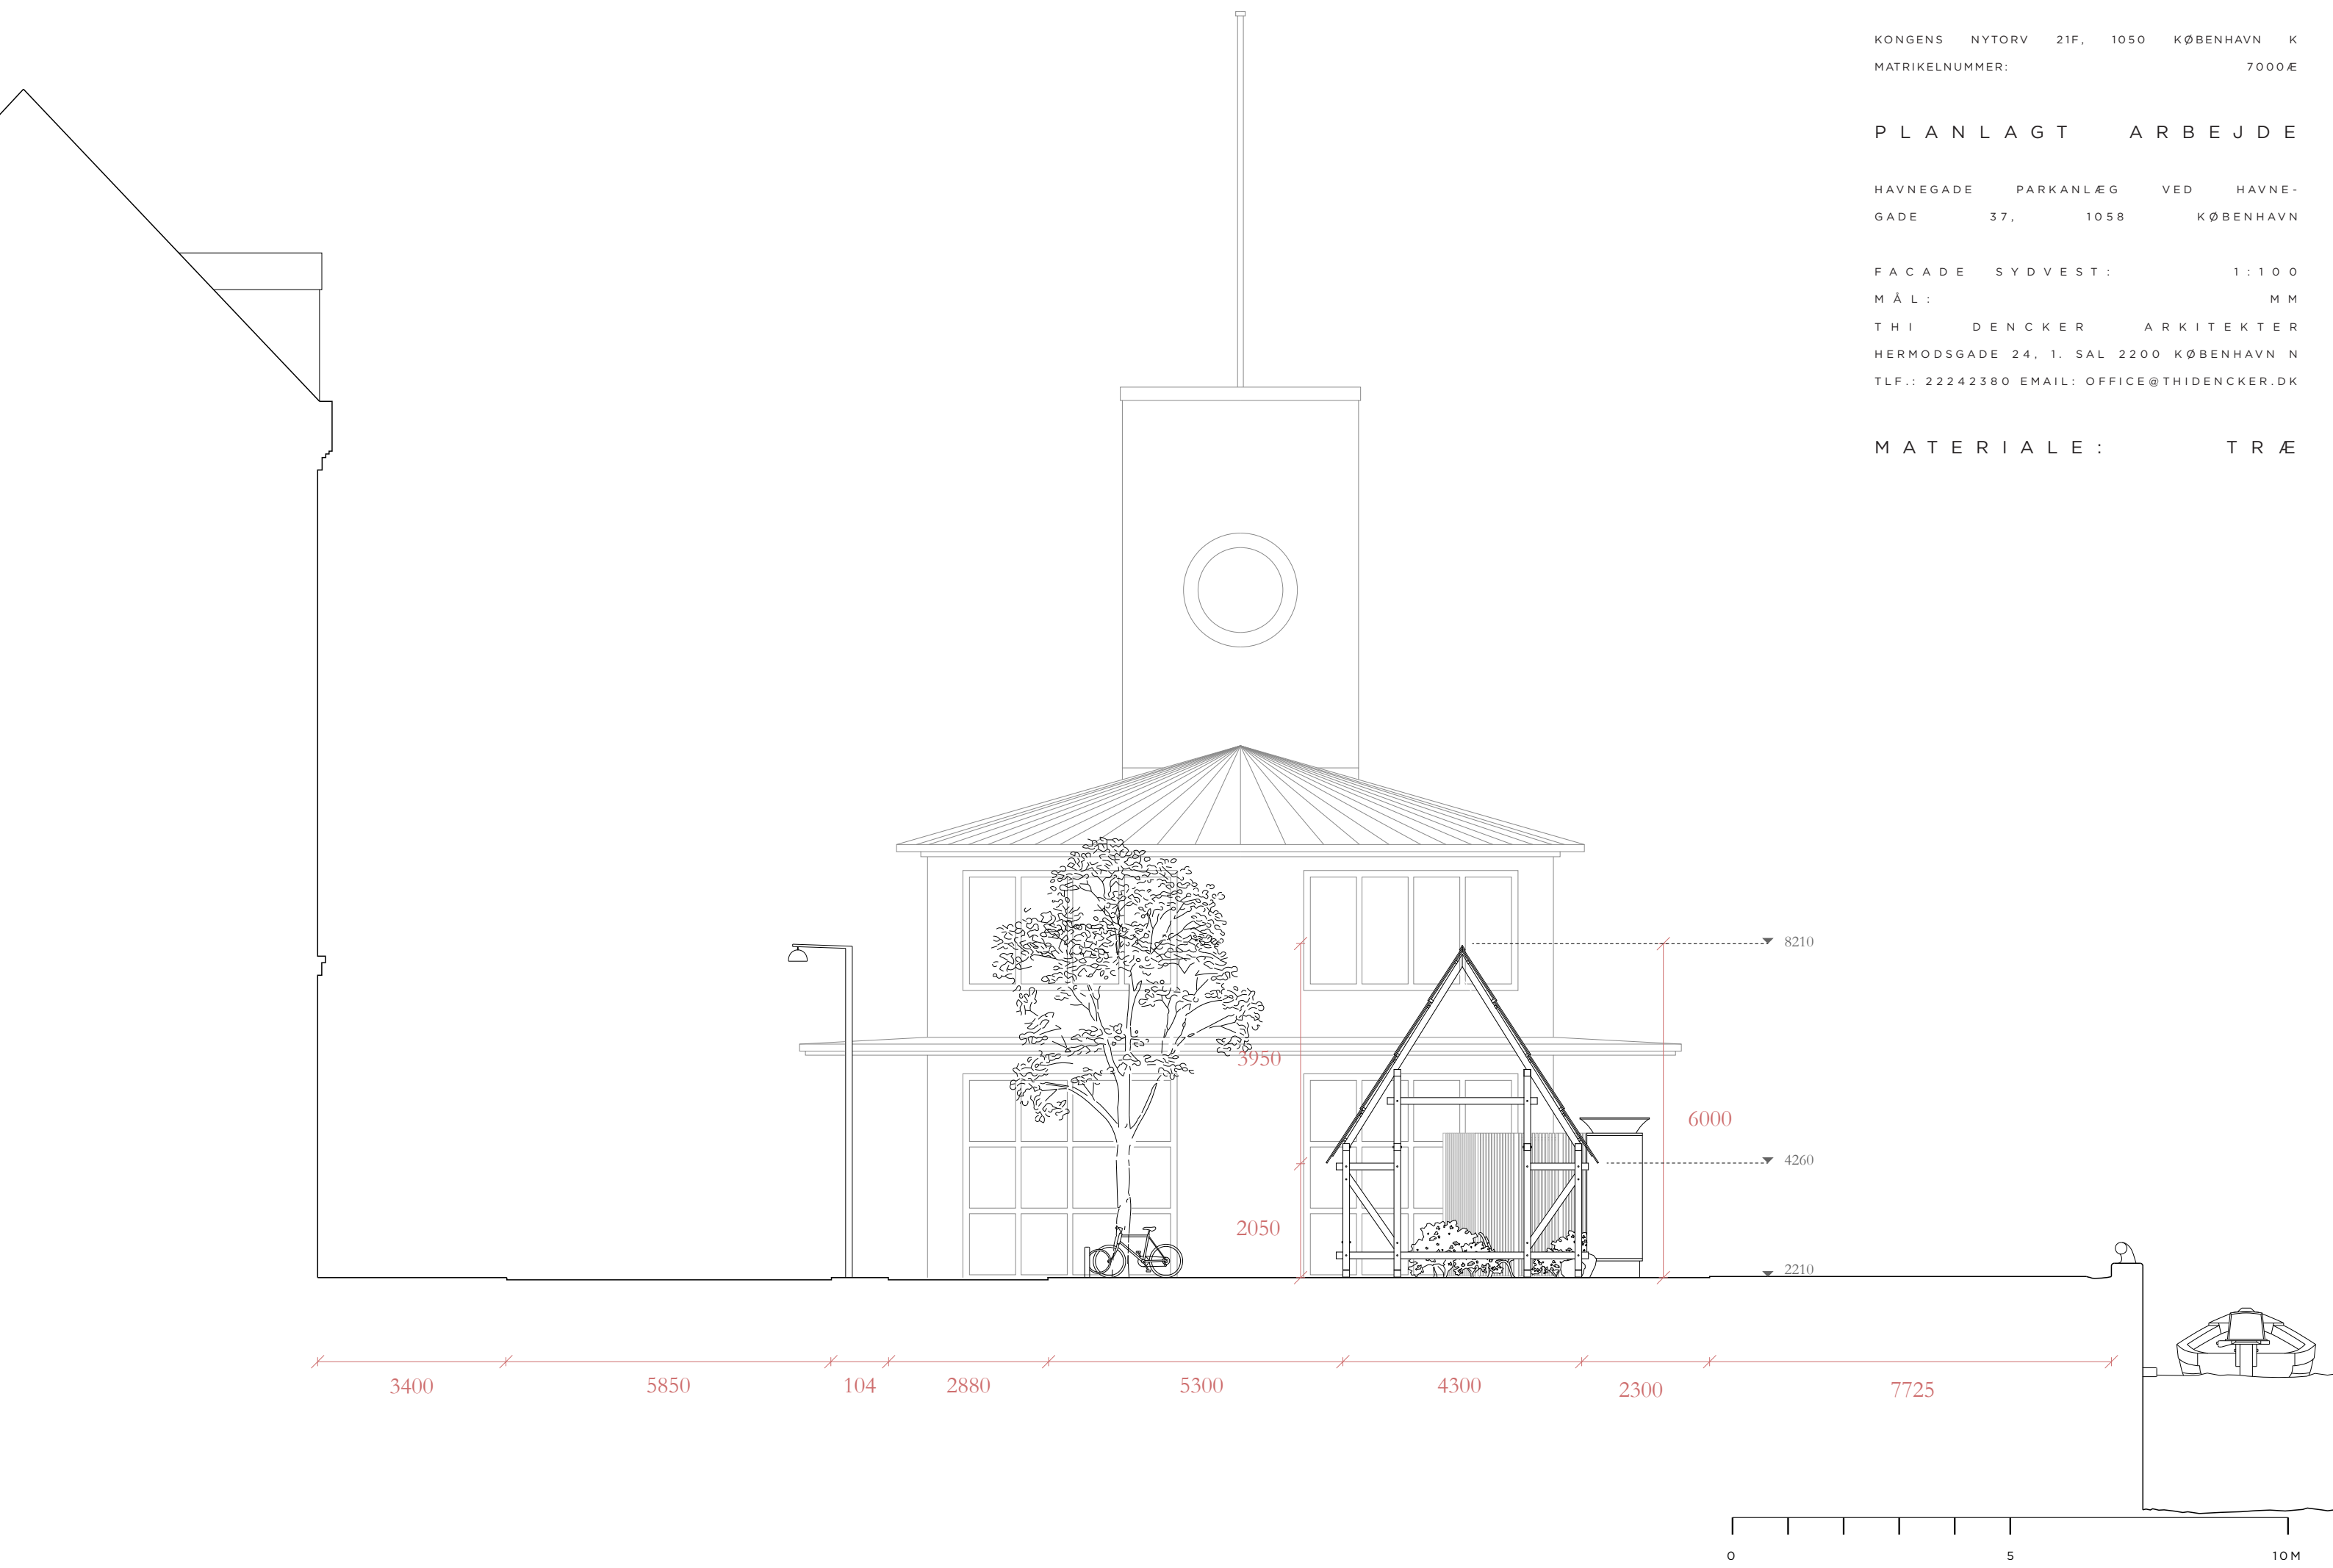 KONGENS NYTORV 21F, 1050 KØBENHAVN K
MATRIKELNUMMER: 7000Æ
PLANLAGT ARBEJDE
HAVNEGADE PARKANLÆG VED HAVNE-
GADE 37, 1058 KØBENHAVN
FACADE SYDVEST: 1:100
MÅL: MM
THI DENCKER ARKITEKTER
HERMODSGADE 24, 1. SAL 2200 KØBENHAVN N
TLF.: 22242380 EMAIL: OFFICE@THIDENCKER.DK
MATERIALE: TRÆ
8210
3950
6000
4260
2050
2210
3400 5850 104 2880 5300 4300 2300 7725
0 5 10M